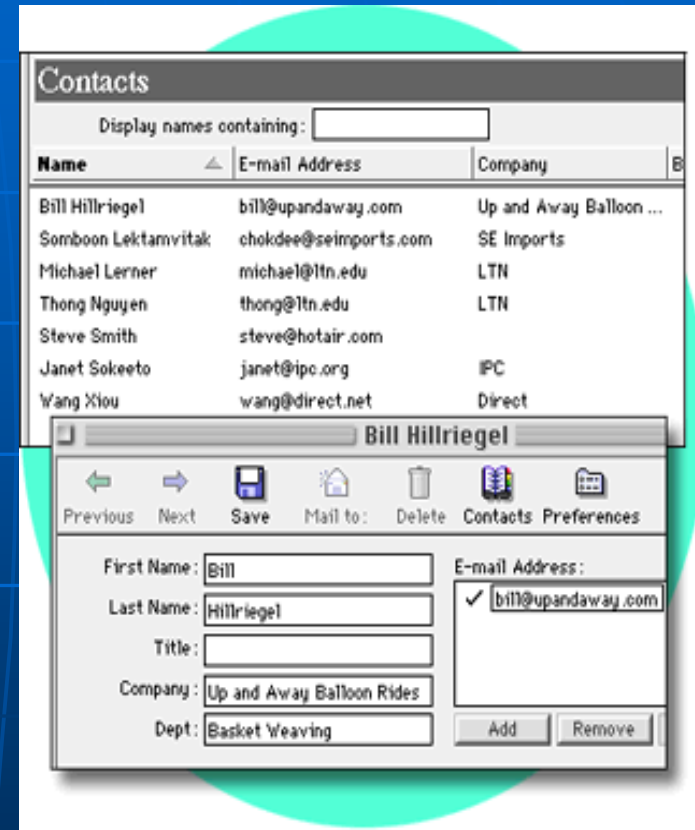 Contacts
Display names containing:
Name E-mail Address Company B
Bill Hillriegel bill@upandaway.com Up and Away Balloon ...
Somboon Lektamvitak chokdee@seimports.com SE Imports
Michael Lerner michael@ltn.edu LTN
Thong Nguyen thong@ltn.edu LTN
Steve Smith steve@hotair.com
Janet Sokeeto janet@ipc.org IPC
Wang Xiou wang@direct.net Direct
Bill Hillriegel
Previous Next Save Mail to: Delete Contacts Preferences
First Name: Bill E-mail Address:
Last Name: Hillriegel bill@upandaway.com
Title:
Company: Up and Away Balloon Rides
Dept: Basket Weaving Add Remove